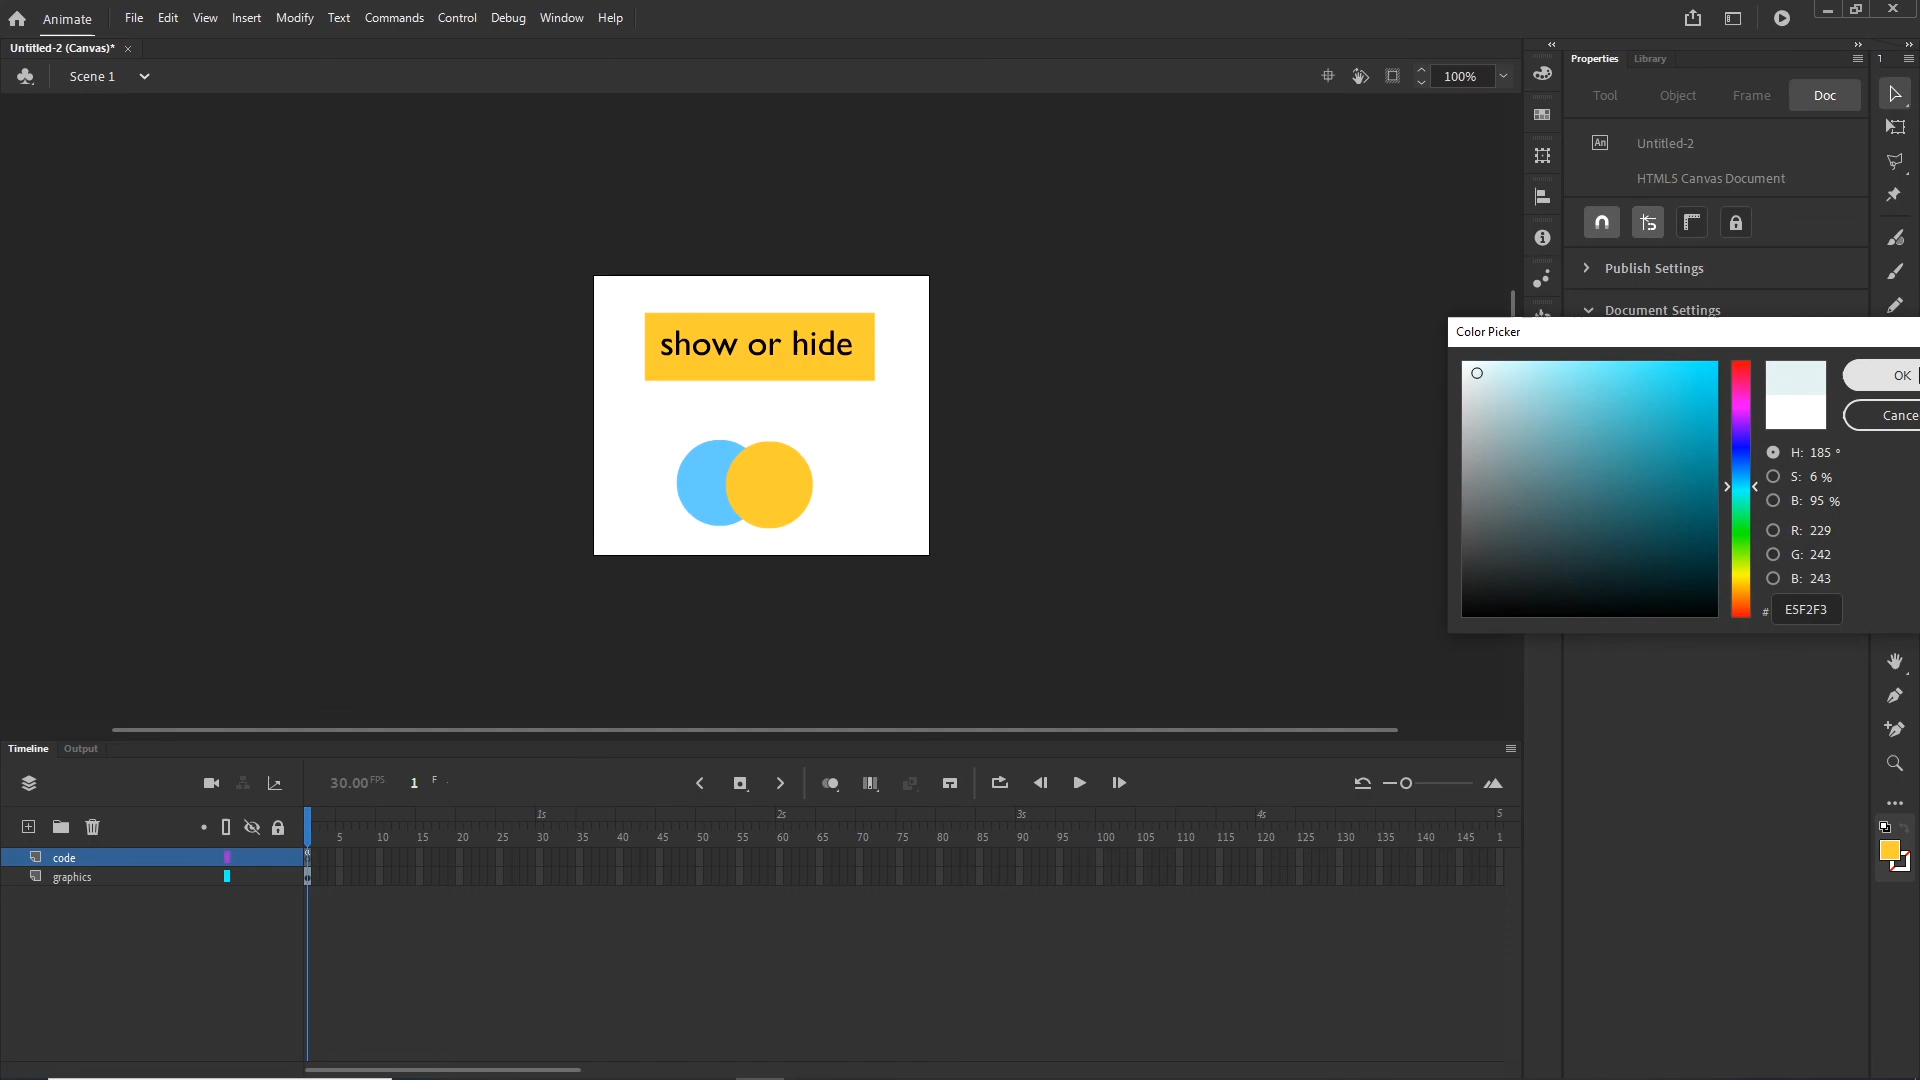 Animate File Edit View Insert Modify Text Commands Control Debug Window Help
Untitled-2 (Canvas)*
Scene 1
100%
Properties Library
Tool Object Frame Doc
An Untitled-2
HTML5 Canvas Document
Publish Settings
Document Settings
Color Picker
OK
Cance
H: 185 °
S: 6 %
B: 95 %
R: 229
G: 242
B: 243
# E5F2F3
show or hide
Timeline Output
30.00 FPS 1 F
1s 2s 3s 4s 5
5 10 15 20 25 30 35 40 45 50 55 60 65 70 75 80 85 90 95 100 105 110 115 120 125 130 135 140 145 1
code
graphics